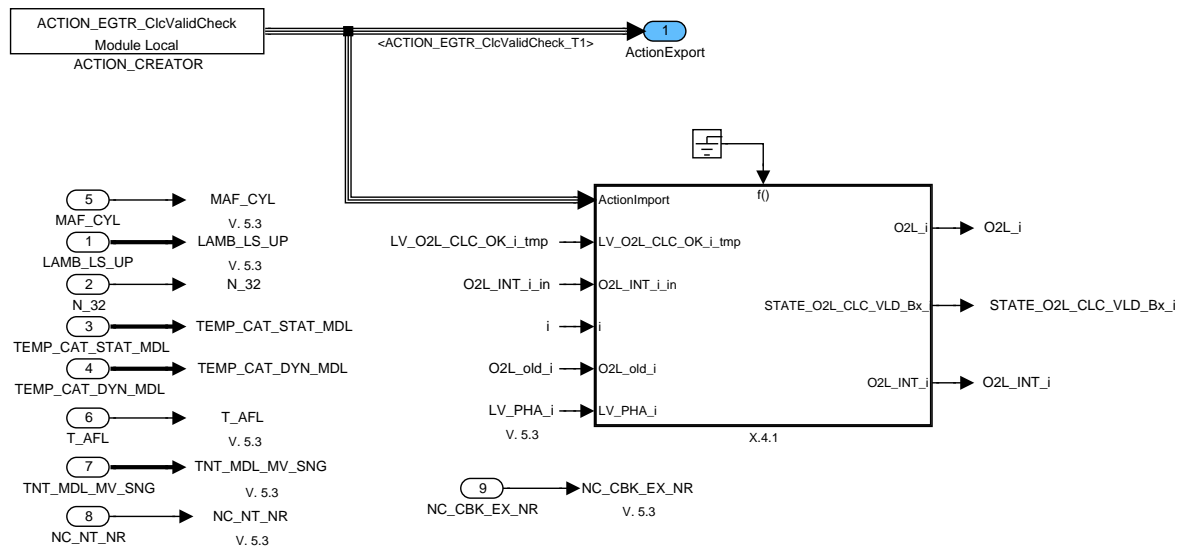 ACTION_EGTR_ClcValidCheck
Module Local
ACTION_CREATOR
<ACTION_EGTR_ClcValidCheck_T1>
1
ActionExport
5
MAF_CYL
MAF_CYL
V. 5.3
1
LAMB_LS_UP
LAMB_LS_UP
V. 5.3
2
N_32
N_32
3
TEMP_CAT_STAT_MDL
TEMP_CAT_STAT_MDL
4
TEMP_CAT_DYN_MDL
TEMP_CAT_DYN_MDL
6
T_AFL
T_AFL
V. 5.3
7
TNT_MDL_MV_SNG
TNT_MDL_MV_SNG
V. 5.3
8
NC_NT_NR
NC_NT_NR
V. 5.3
f()
ActionImport
LV_O2L_CLC_OK_i_tmp
LV_O2L_CLC_OK_i_tmp
O2L_INT_i_in
O2L_INT_i_in
i
i
O2L_old_i
O2L_old_i
LV_PHA_i
LV_PHA_i
V. 5.3
O2L_i
O2L_i
STATE_O2L_CLC_VLD_Bx_
STATE_O2L_CLC_VLD_Bx_i
O2L_INT_i
O2L_INT_i
X.4.1
9
NC_CBK_EX_NR
NC_CBK_EX_NR
V. 5.3